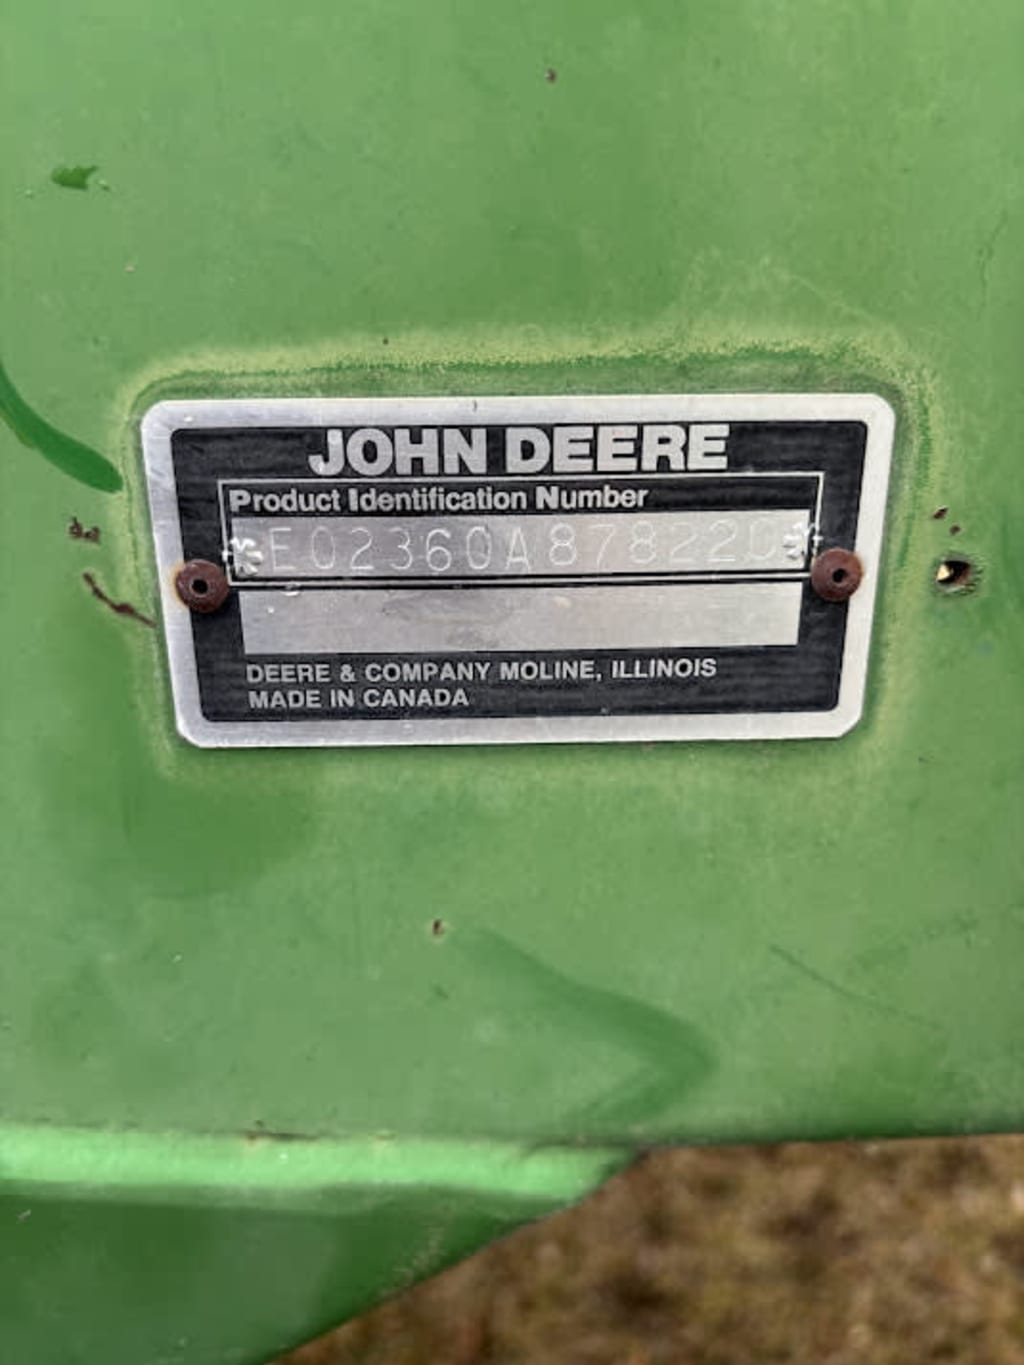 JOHN DEERE
Product Identification Number
*E02360A878220*
DEERE & COMPANY MOLINE, ILLINOIS
MADE IN CANADA